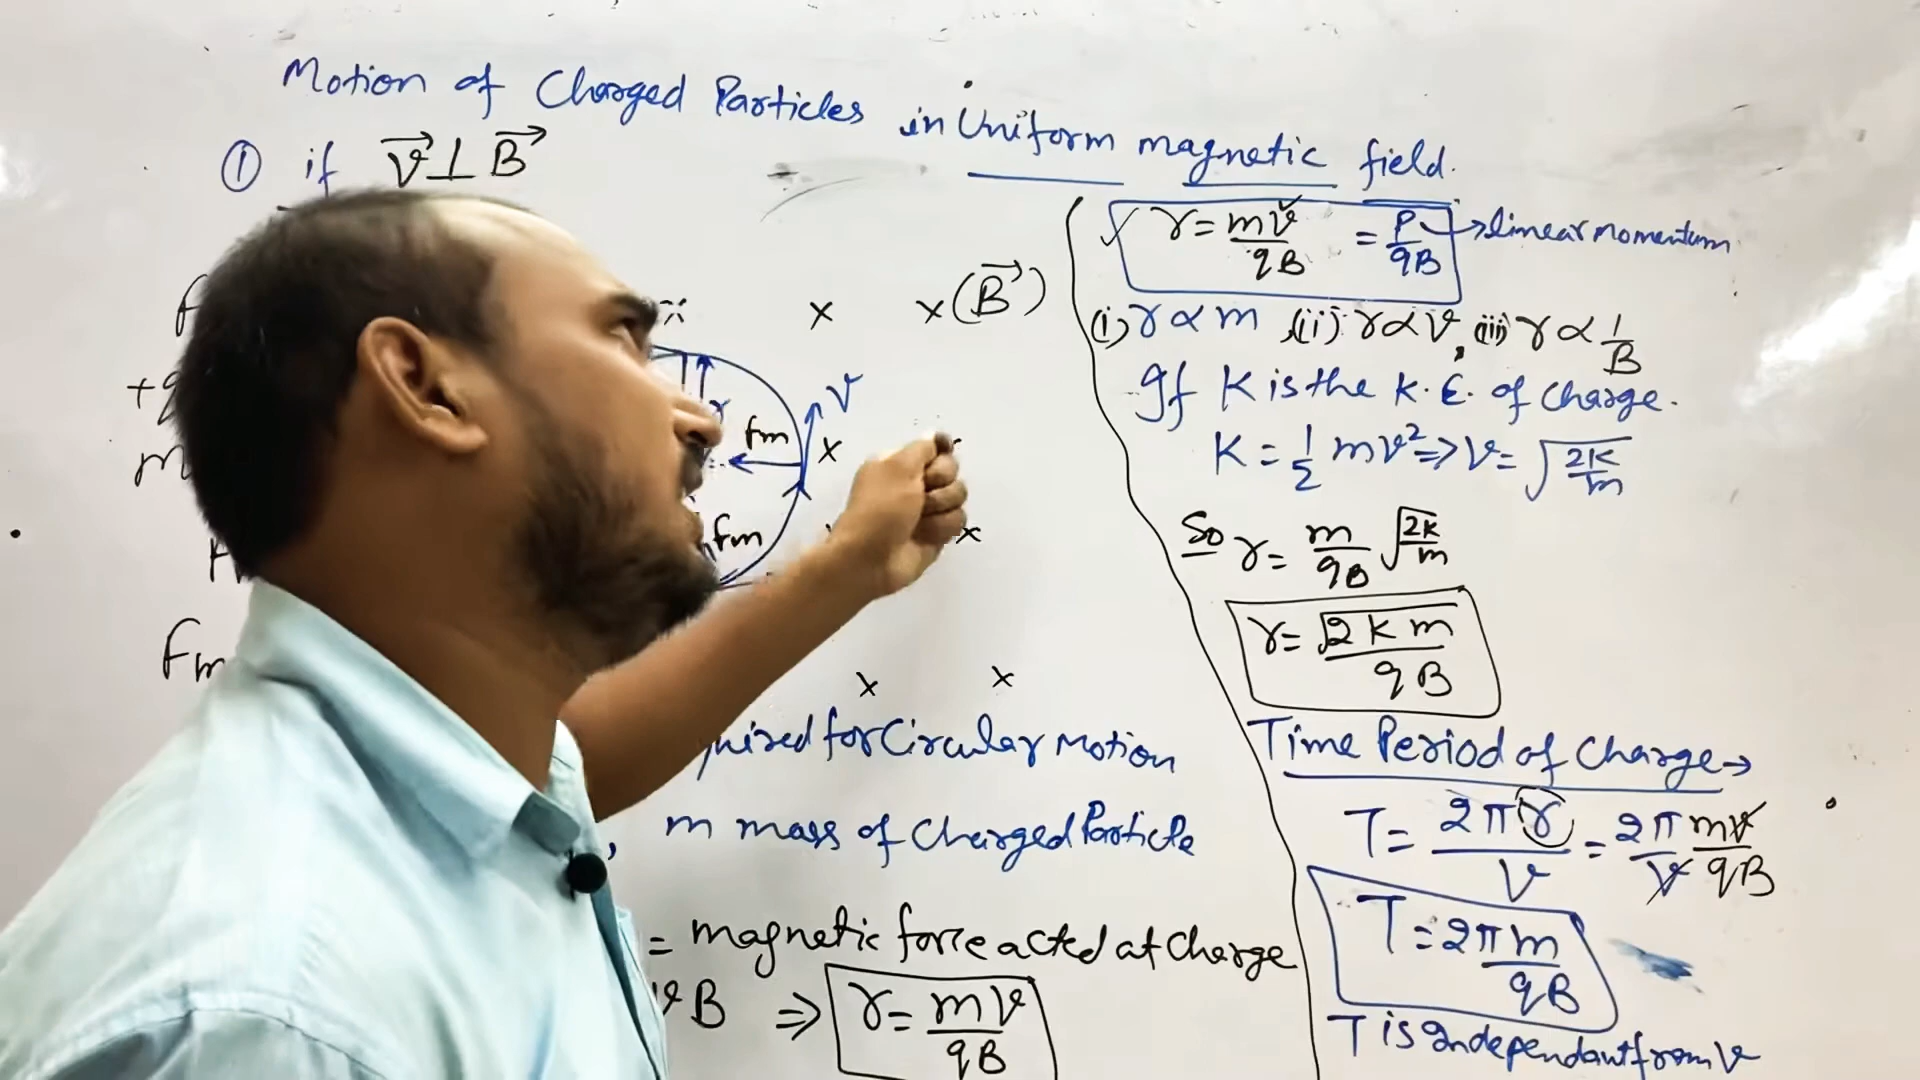 Motion of Charged Particles in Uniform magnetic field.
① if v⃗ ⊥ B⃗
× × ×(B⃗)
+q
m
v
r
fm ×
fm ×
Fm
× ×
for Circular Motion
, m mass of Charged Particle
= magnetic force acted at Charge
vB ⇒ r = mv/qB
r = mv/qB = P/qB → linear momentum
(i) r ∝ m, (ii) r ∝ v, (iii) r ∝ 1/B
If K is the K.E. of Charge.
K = 1/2 mv² ⇒ v = √(2K/m)
So r = m/qB √(2K/m)
r = √(2Km)/qB
Time Period of Charge →
T = 2πr/v = 2π/v mv/qB
T = 2πm/qB
T is Independant from v